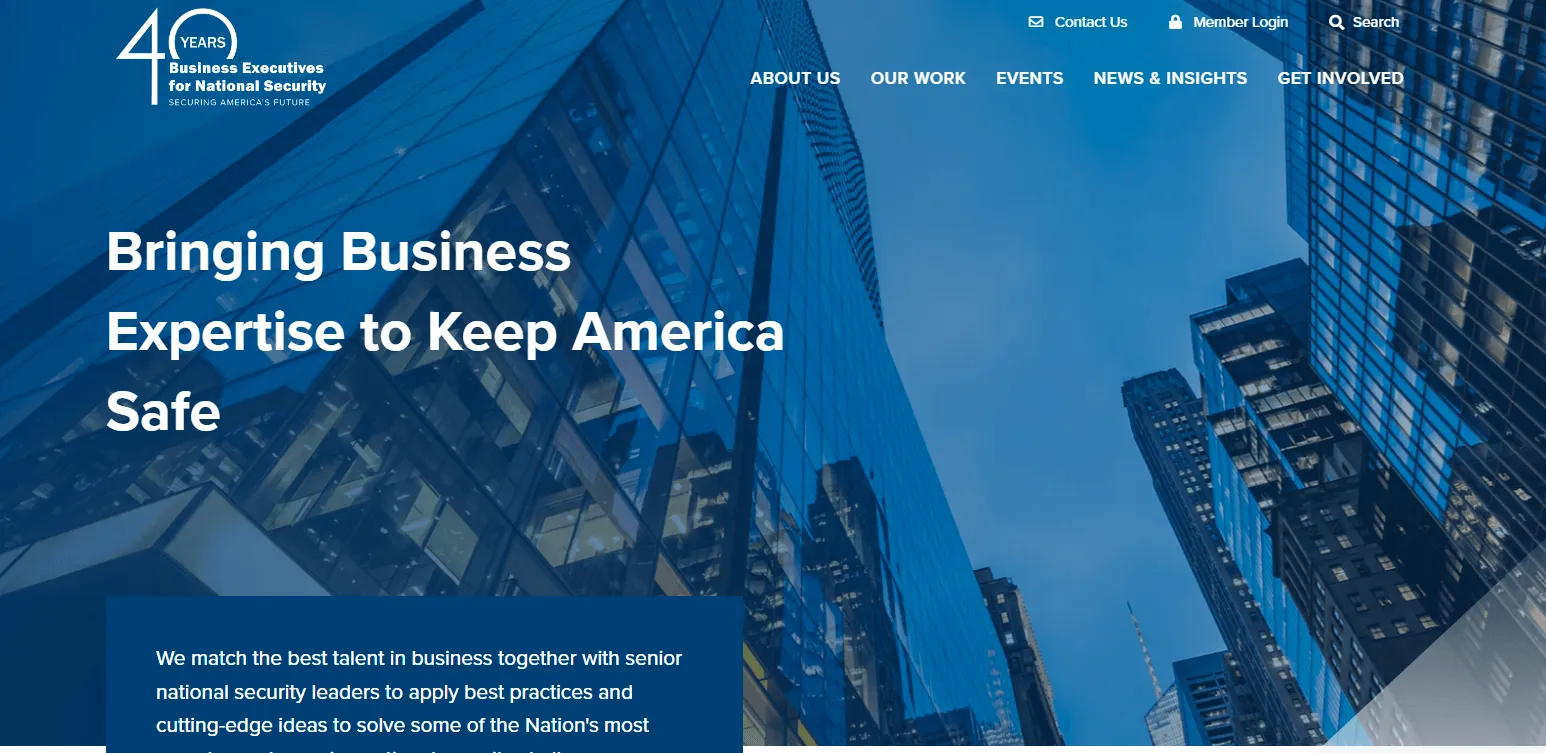 40 YEARS
Business Executives
for National Security
SECURING AMERICA'S FUTURE
Contact Us
Member Login
Search
ABOUT US
OUR WORK
EVENTS
NEWS & INSIGHTS
GET INVOLVED
Bringing Business
Expertise to Keep America
Safe
We match the best talent in business together with senior
national security leaders to apply best practices and
cutting-edge ideas to solve some of the Nation's most